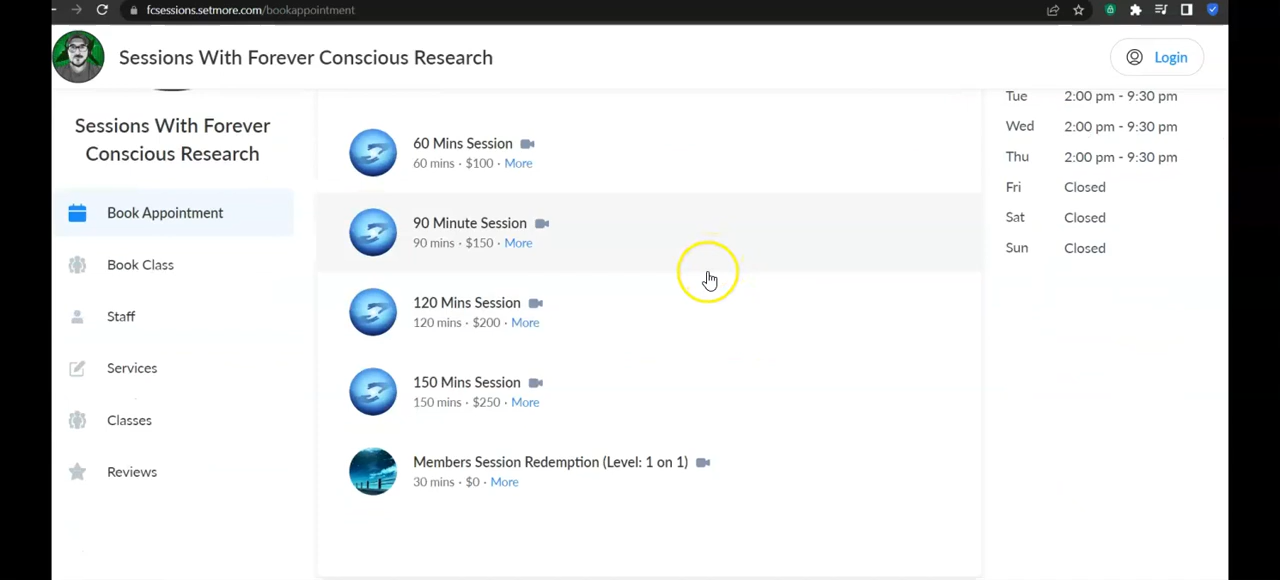 fcsessions.setmore.com/bookappointment
Sessions With Forever Conscious Research
Login
Sessions With Forever
Conscious Research
Book Appointment
Book Class
Staff
Services
Classes
Reviews
60 Mins Session
60 mins · $100 · More
90 Minute Session
90 mins · $150 · More
120 Mins Session
120 mins · $200 · More
150 Mins Session
150 mins · $250 · More
Members Session Redemption (Level: 1 on 1)
30 mins · $0 · More
Tue 2:00 pm - 9:30 pm
Wed 2:00 pm - 9:30 pm
Thu 2:00 pm - 9:30 pm
Fri Closed
Sat Closed
Sun Closed